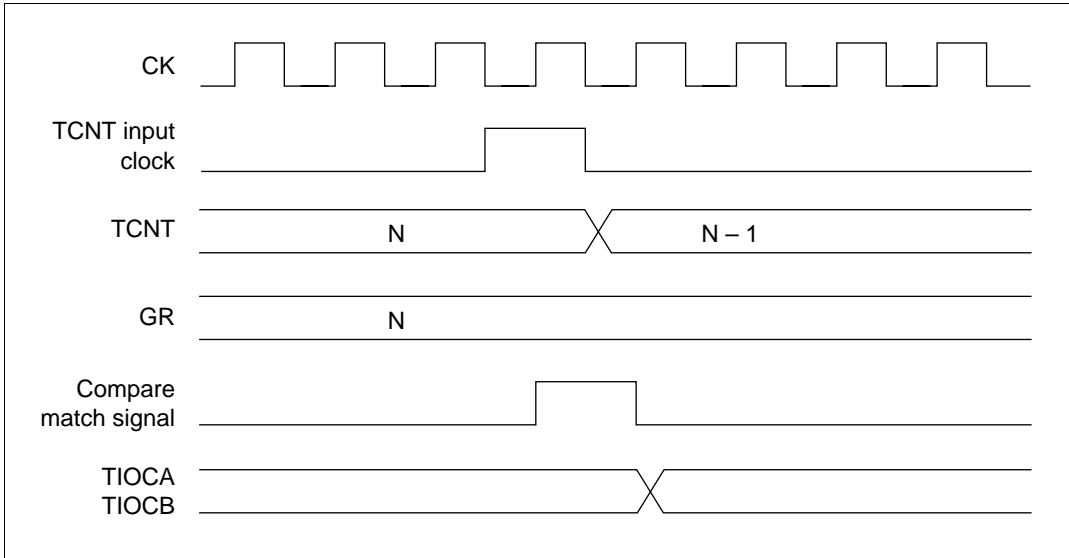 CK
TCNT input
clock
TCNT
N
N – 1
GR
N
Compare
match signal
TIOCA
TIOCB